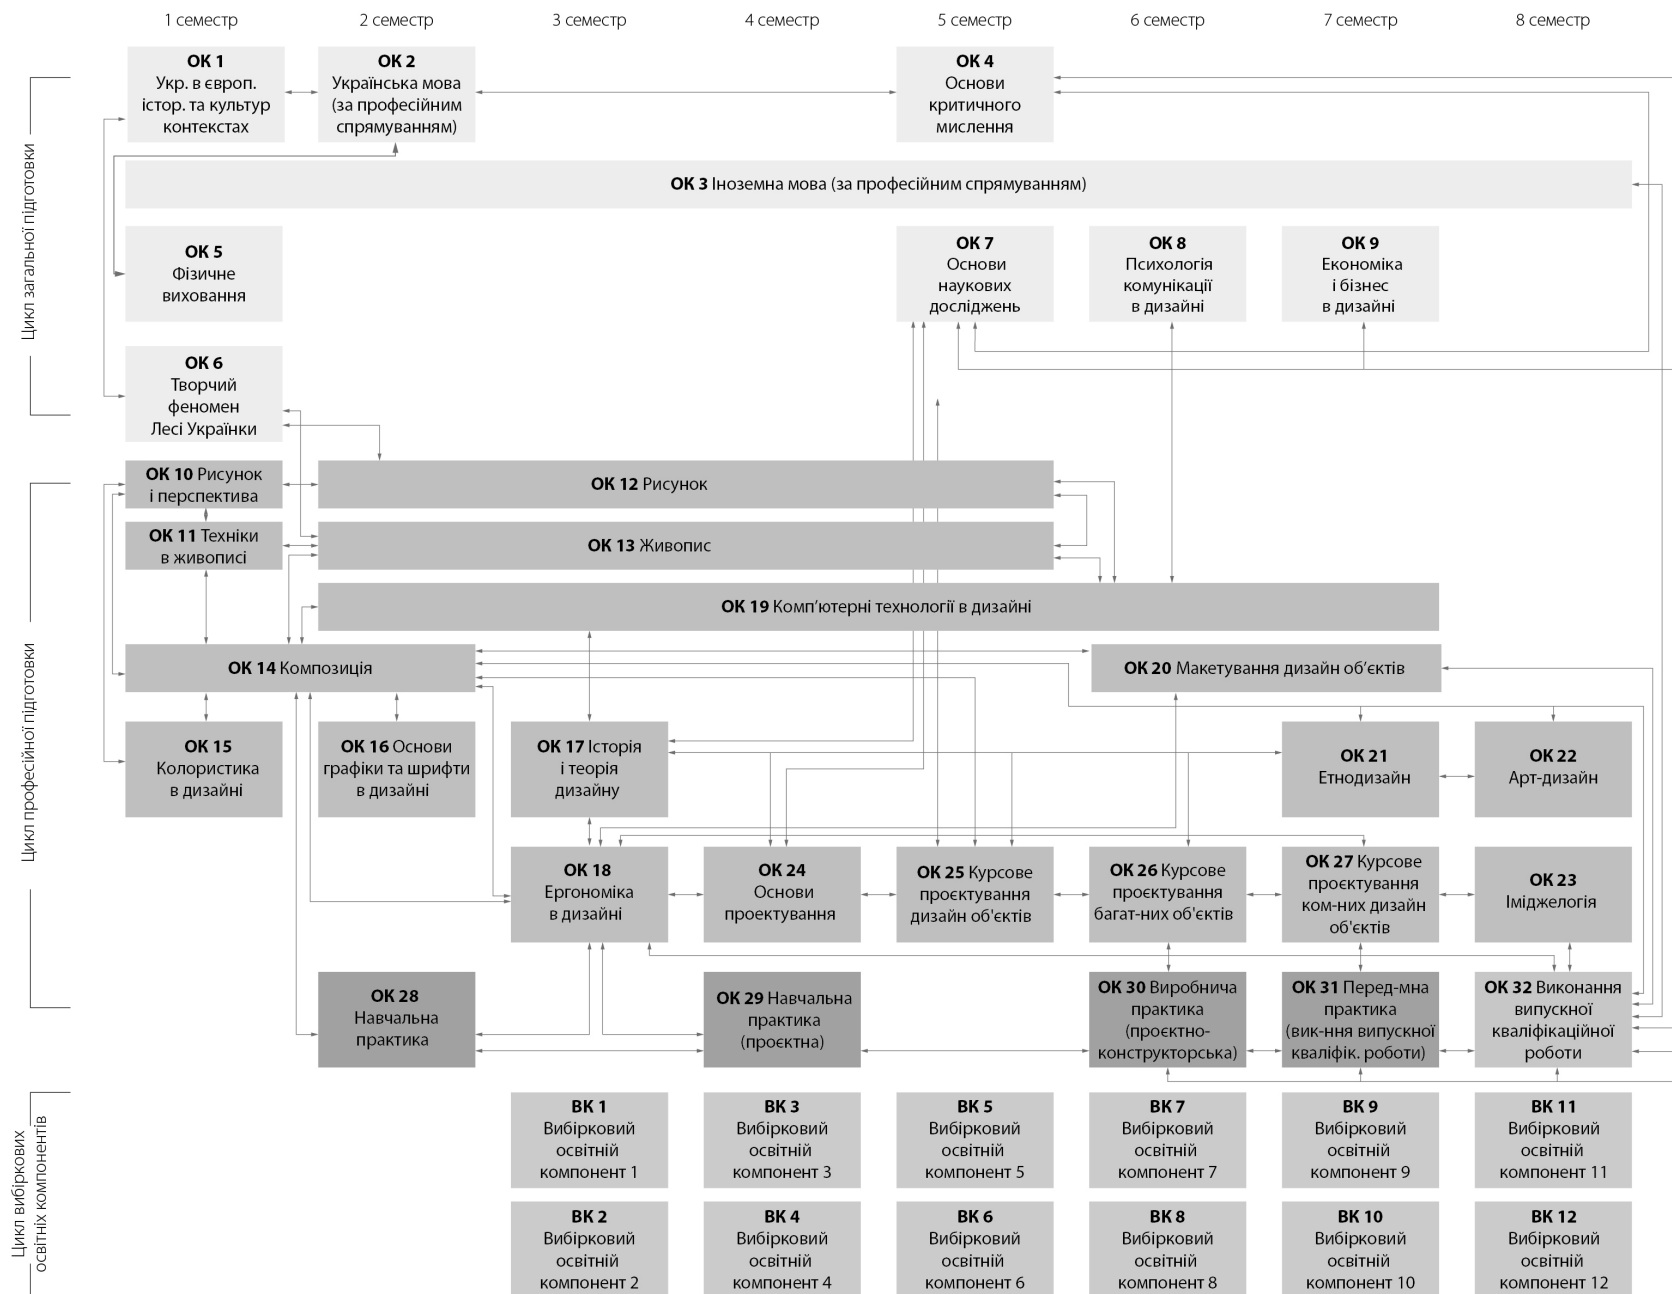 1 семестр
2 семестр
3 семестр
4 семестр
5 семестр
6 семестр
7 семестр
8 семестр
Цикл загальної підготовки
ОК 1
Укр. в європ.
істор. та культур
контекстах
ОК 2
Українська мова
(за професійним
спрямуванням)
ОК 4
Основи
критичного
мислення
ОК 3 Іноземна мова (за професійним спрямуванням)
ОК 5
Фізичне
виховання
ОК 7
Основи
наукових
досліджень
ОК 8
Психологія
комунікації
в дизайні
ОК 9
Економіка
і бізнес
в дизайні
ОК 6
Творчий
феномен
Лесі Українки
Цикл професійної підготовки
ОК 10 Рисунок
і перспектива
ОК 12 Рисунок
ОК 11 Техніки
в живописі
ОК 13 Живопис
ОК 19 Комп’ютерні технології в дизайні
ОК 14 Композиція
ОК 20 Макетування дизайн об’єктів
ОК 15
Колористика
в дизайні
ОК 16 Основи
графіки та шрифти
в дизайні
ОК 17 Історія
і теорія
дизайну
ОК 21
Етнодизайн
ОК 22
Арт-дизайн
ОК 18
Ергономіка
в дизайні
ОК 24
Основи
проектування
ОК 25 Курсове
проєктування
дизайн об'єктів
ОК 26 Курсове
проєктування
багат-них об'єктів
ОК 27 Курсове
проєктування
ком-них дизайн
об'єктів
ОК 23
Іміджелогія
ОК 28
Навчальна
практика
ОК 29 Навчальна
практика
(проєктна)
ОК 30 Виробнича
практика
(проєктно-
конструкторська)
ОК 31 Перед-мна
практика
(вик-ння випускної
кваліфік. роботи)
ОК 32 Виконання
випускної
кваліфікаційної
роботи
Цикл вибіркових
освітніх компонентів
ВК 1
Вибірковий
освітній
компонент 1
ВК 3
Вибірковий
освітній
компонент 3
ВК 5
Вибірковий
освітній
компонент 5
ВК 7
Вибірковий
освітній
компонент 7
ВК 9
Вибірковий
освітній
компонент 9
ВК 11
Вибірковий
освітній
компонент 11
ВК 2
Вибірковий
освітній
компонент 2
ВК 4
Вибірковий
освітній
компонент 4
ВК 6
Вибірковий
освітній
компонент 6
ВК 8
Вибірковий
освітній
компонент 8
ВК 10
Вибірковий
освітній
компонент 10
ВК 12
Вибірковий
освітній
компонент 12